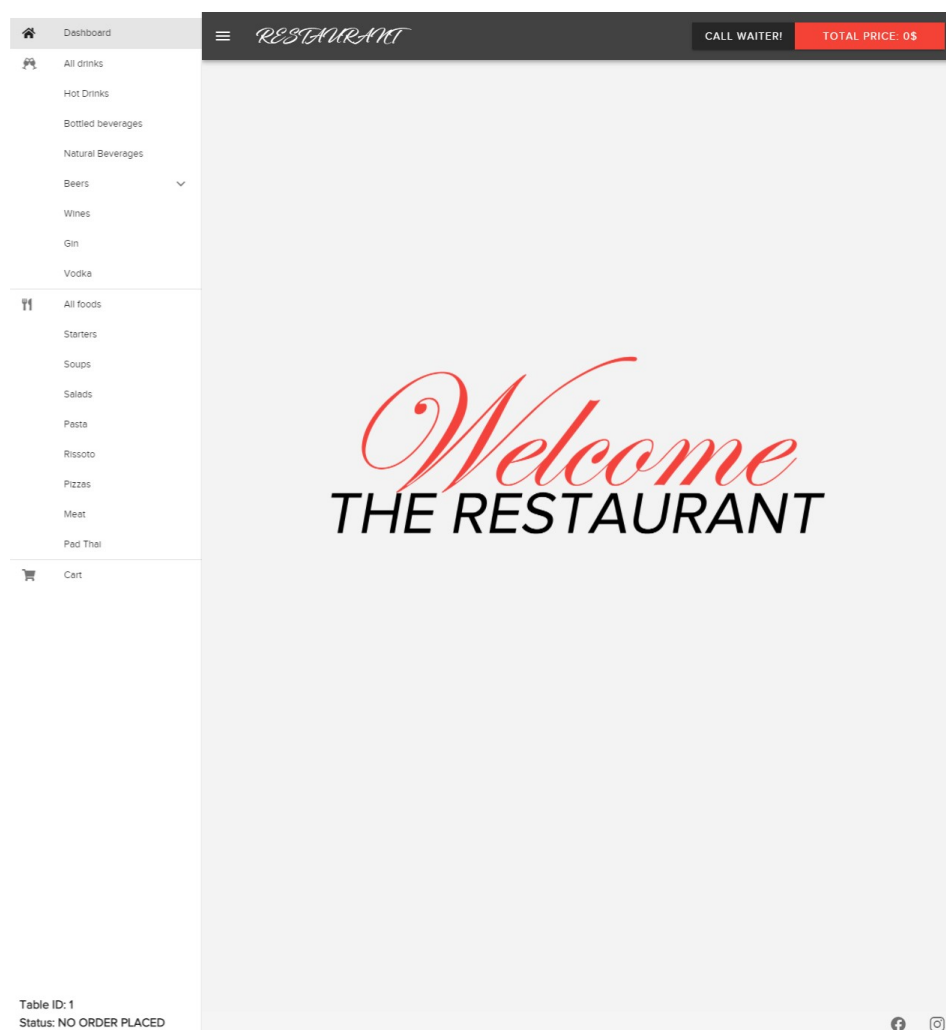 Dashboard
All drinks
Hot Drinks
Bottled beverages
Natural Beverages
Beers
Wines
Gin
Vodka
All foods
Starters
Soups
Salads
Pasta
Rissoto
Pizzas
Meat
Pad Thai
Cart
Table ID: 1
Status: NO ORDER PLACED
RESTAURANT
CALL WAITER!
TOTAL PRICE: 0$
Welcome
THE RESTAURANT